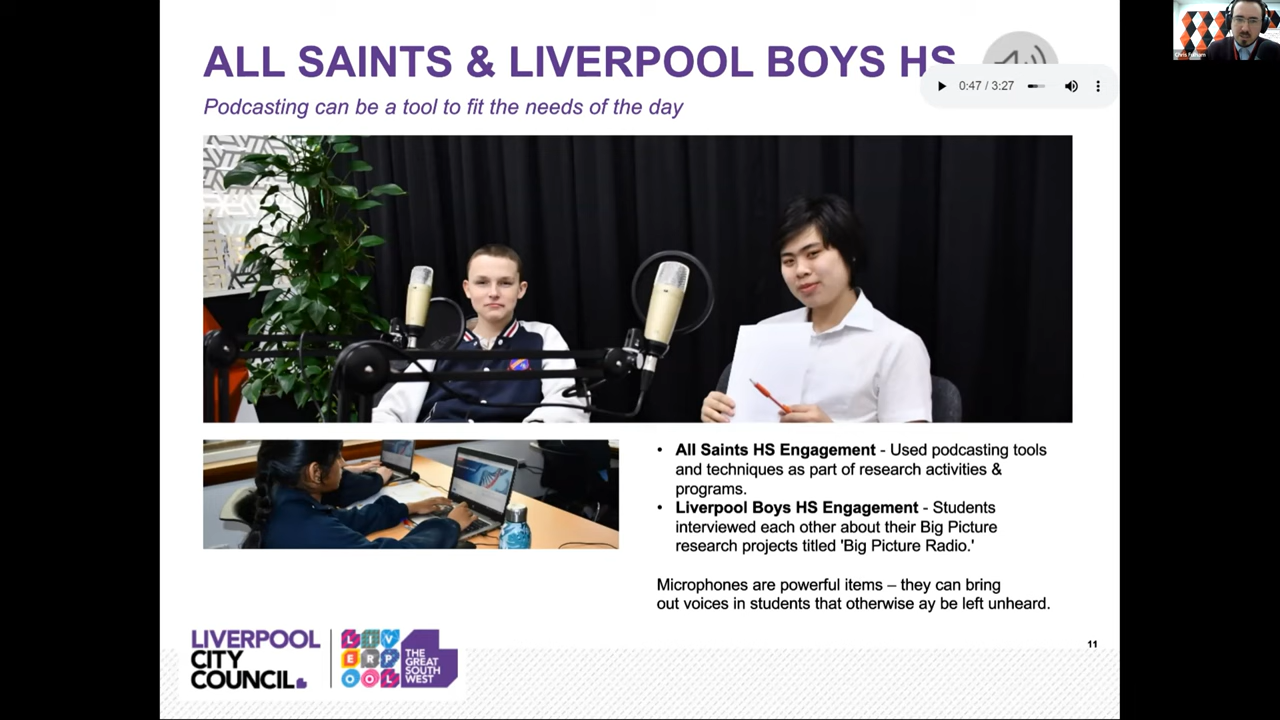 ALL SAINTS & LIVERPOOL BOYS HS
0:47 / 3:27
Podcasting can be a tool to fit the needs of the day
• All Saints HS Engagement - Used podcasting tools
and techniques as part of research activities &
programs.
• Liverpool Boys HS Engagement - Students
interviewed each other about their Big Picture
research projects titled 'Big Picture Radio.'
Microphones are powerful items – they can bring
out voices in students that otherwise ay be left unheard.
11
LIVERPOOL
CITY
COUNCIL
LIV
ERP
OOL
THE
GREAT
SOUTH
WEST